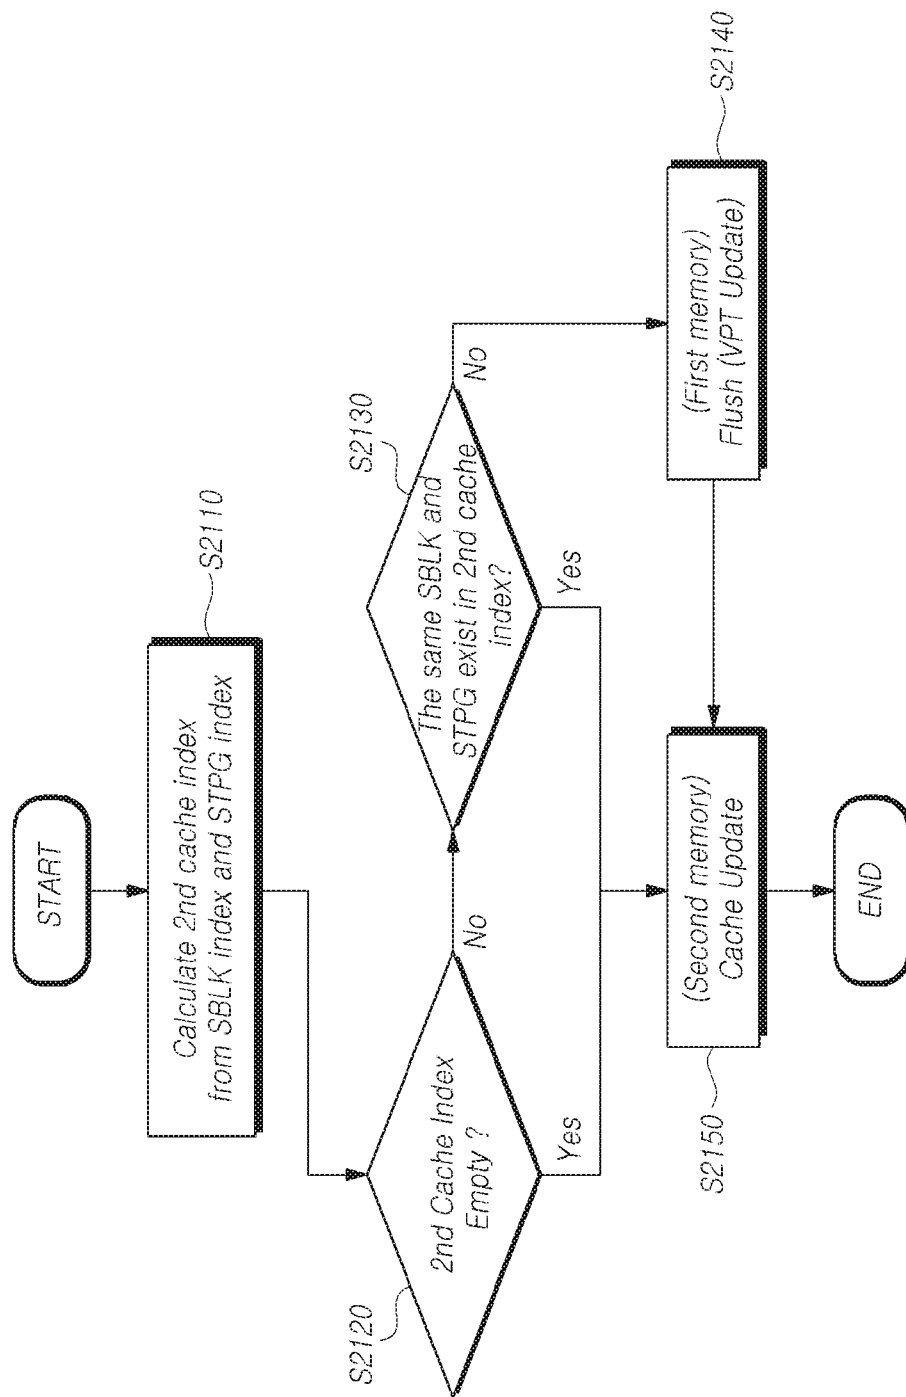 START
S2110
Calculate 2nd cache index
from SBLK index and STPG index
S2120
2nd Cache Index
Empty ?
No
Yes
S2130
The same SBLK and
STPG exist in 2nd cache
index?
No
Yes
S2140
(First memory)
Flush (VPT Update)
S2150
(Second memory)
Cache Update
END